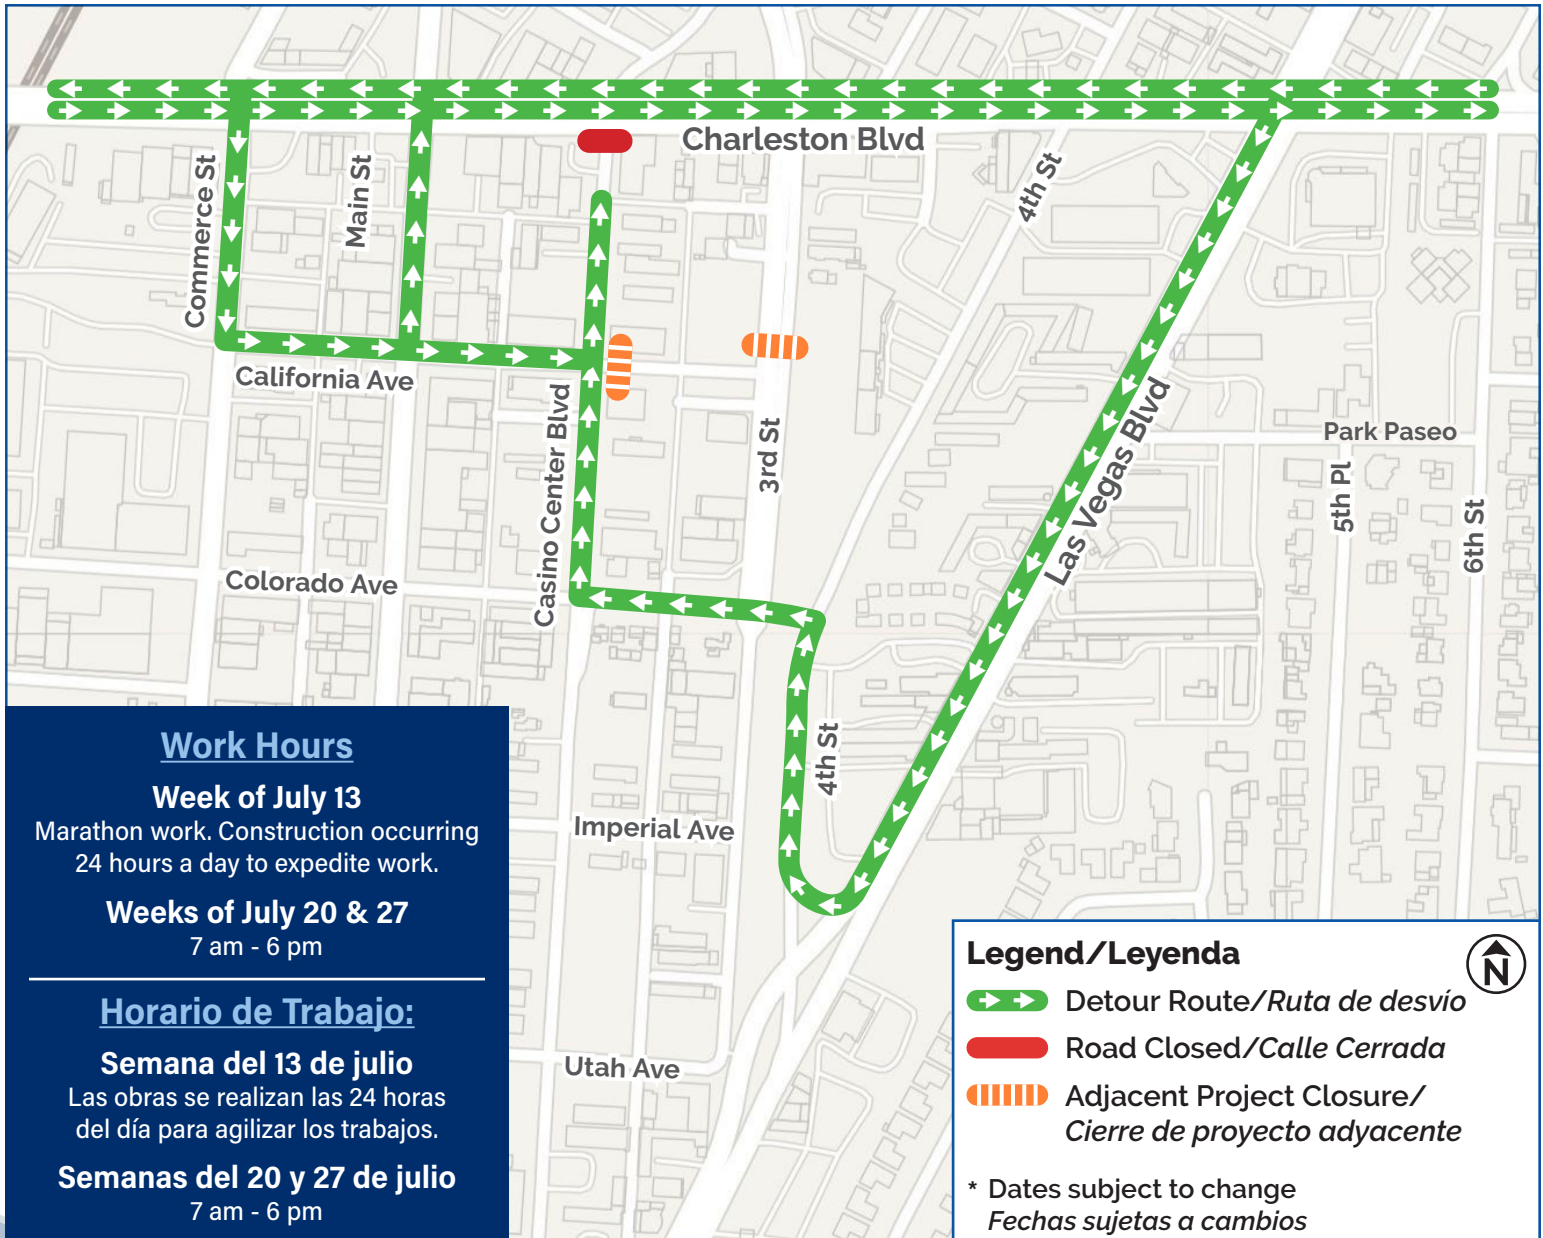 Charleston Blvd
Commerce St
Main St
4th St
California Ave
Casino Center Blvd
3rd St
Las Vegas Blvd
Park Paseo
5th Pl
6th St
Colorado Ave
4th St
Imperial Ave
Utah Ave
Work Hours
Week of July 13
Marathon work. Construction occurring
24 hours a day to expedite work.
Weeks of July 20 & 27
7 am - 6 pm
Horario de Trabajo:
Semana del 13 de julio
Las obras se realizan las 24 horas
del día para agilizar los trabajos.
Semanas del 20 y 27 de julio
7 am - 6 pm
Legend/Leyenda
N
Detour Route/Ruta de desvío
Road Closed/Calle Cerrada
Adjacent Project Closure/
Cierre de proyecto adyacente
* Dates subject to change
Fechas sujetas a cambios